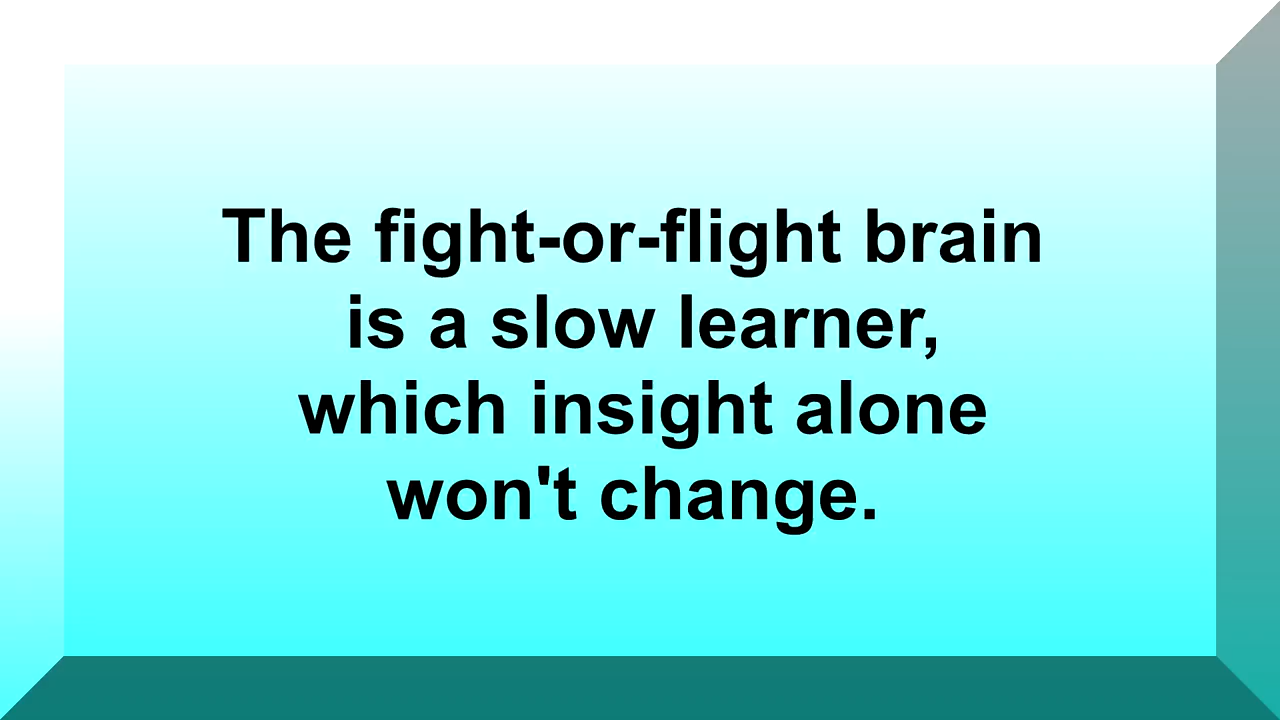 The fight-or-flight brain
is a slow learner,
which insight alone
won't change.